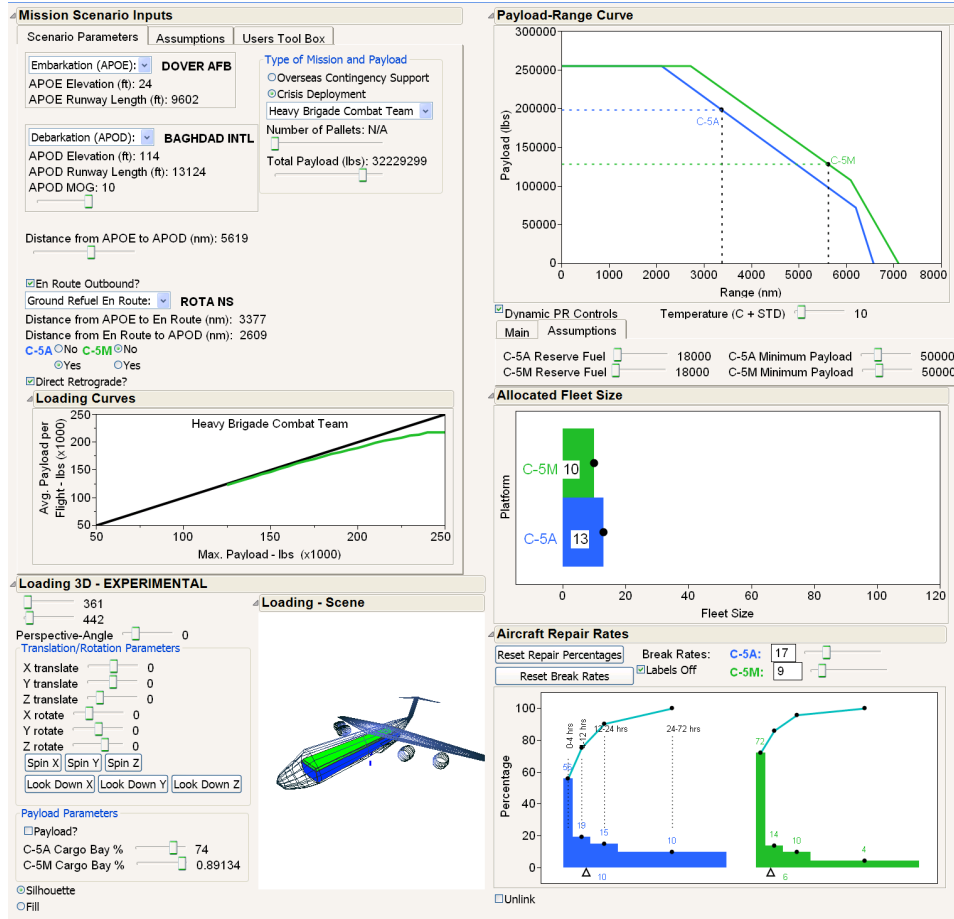 Mission Scenario Inputs
Scenario Parameters Assumptions Users Tool Box
Embarkation (APOE): DOVER AFB
APOE Elevation (ft): 24
APOE Runway Length (ft): 9602
Debarkation (APOD): BAGHDAD INTL
APOD Elevation (ft): 114
APOD Runway Length (ft): 13124
APOD MOG: 10
Type of Mission and Payload
Overseas Contingency Support
Crisis Deployment
Heavy Brigade Combat Team
Number of Pallets: N/A
Total Payload (lbs): 32229299
Distance from APOE to APOD (nm): 5619
En Route Outbound?
Ground Refuel En Route: ROTA NS
Distance from APOE to En Route (nm): 3377
Distance from En Route to APOD (nm): 2609
C-5A No C-5M No
Yes Yes
Direct Retrograde?
Loading Curves
Heavy Brigade Combat Team
Avg. Payload per
Flight - lbs (x1000)
250
200
150
100
50
50 100 150 200 250
Max. Payload - lbs (x1000)
Loading 3D - EXPERIMENTAL
361
442
Perspective-Angle 0
Translation/Rotation Parameters
X translate 0
Y translate 0
Z translate 0
X rotate 0
Y rotate 0
Z rotate 0
Spin X Spin Y Spin Z
Look Down X Look Down Y Look Down Z
Payload Parameters
Payload?
C-5A Cargo Bay % 74
C-5M Cargo Bay % 0.89134
Silhouette
Fill
Loading - Scene
Payload-Range Curve
Payload (lbs)
300000
250000
200000
150000
100000
50000
0
C-5A
C-5M
0 1000 2000 3000 4000 5000 6000 7000 8000
Range (nm)
Dynamic PR Controls Temperature (C + STD) 10
Main Assumptions
C-5A Reserve Fuel 18000 C-5A Minimum Payload 50000
C-5M Reserve Fuel 18000 C-5M Minimum Payload 50000
Allocated Fleet Size
Platform
C-5M 10
C-5A 13
0 20 40 60 80 100 120
Fleet Size
Aircraft Repair Rates
Reset Repair Percentages Break Rates: C-5A: 17
Reset Break Rates Labels Off C-5M: 9
Percentage
100
80
60
40
20
0
0-4 hrs
12-24 hrs
24-72 hrs
56
19
15
10
10
72
14
10
4
6
Unlink